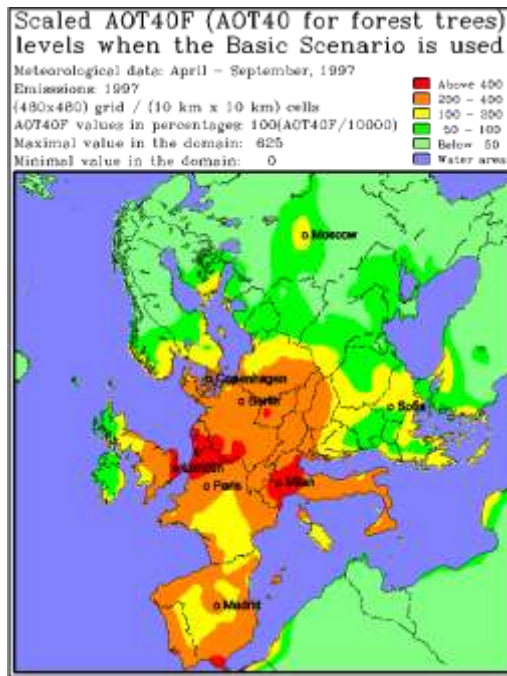 Scaled AOT40F (AOT40 for forest trees)
levels when the Basic Scenario is used
Meteorological data: April - September, 1997
Emissions: 1997
(480x480) grid / (10 km x 10 km) cells
AOT40F values in percentages: 100(AOT40F/10000)
Maximal value in the domain: 625
Minimal value in the domain: 0
Above 400
200 - 400
100 - 200
50 - 100
Below 50
Water areas
Moscow
Copenhagen
Berlin
Sofia
London
Paris
Milan
Madrid